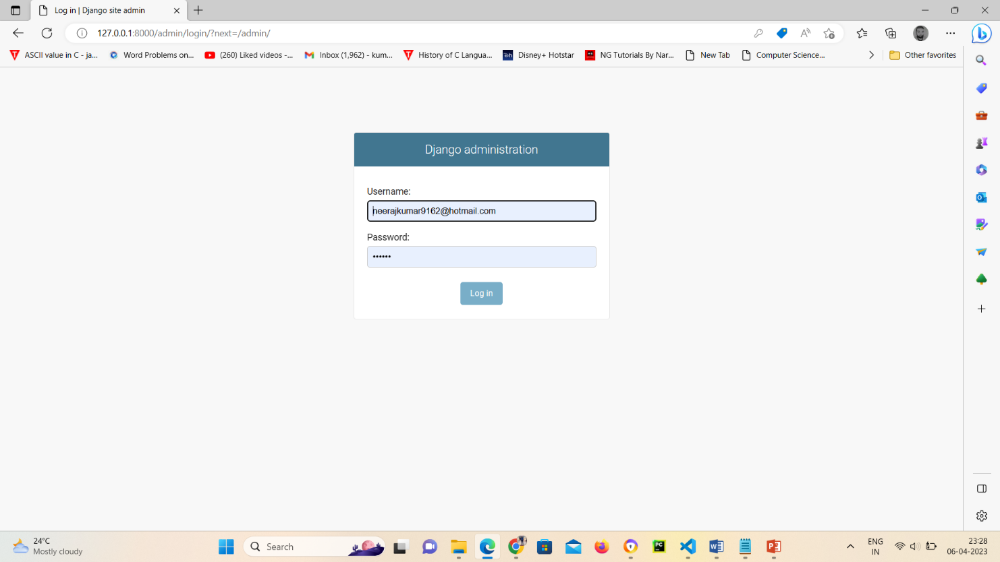 Log in | Django site admin
127.0.0.1:8000/admin/login/?next=/admin/
ASCII value in C - ja...
Word Problems on...
(260) Liked videos -...
Inbox (1,962) - kum...
History of C Langua...
Disney+ Hotstar
NG Tutorials By Nar...
New Tab
Computer Science...
Other favorites
Django administration
Username:
neerajkumar9162@hotmail.com
Password:
••••••
Log in
24°C
Mostly cloudy
Search
ENG
IN
23:28
06-04-2023